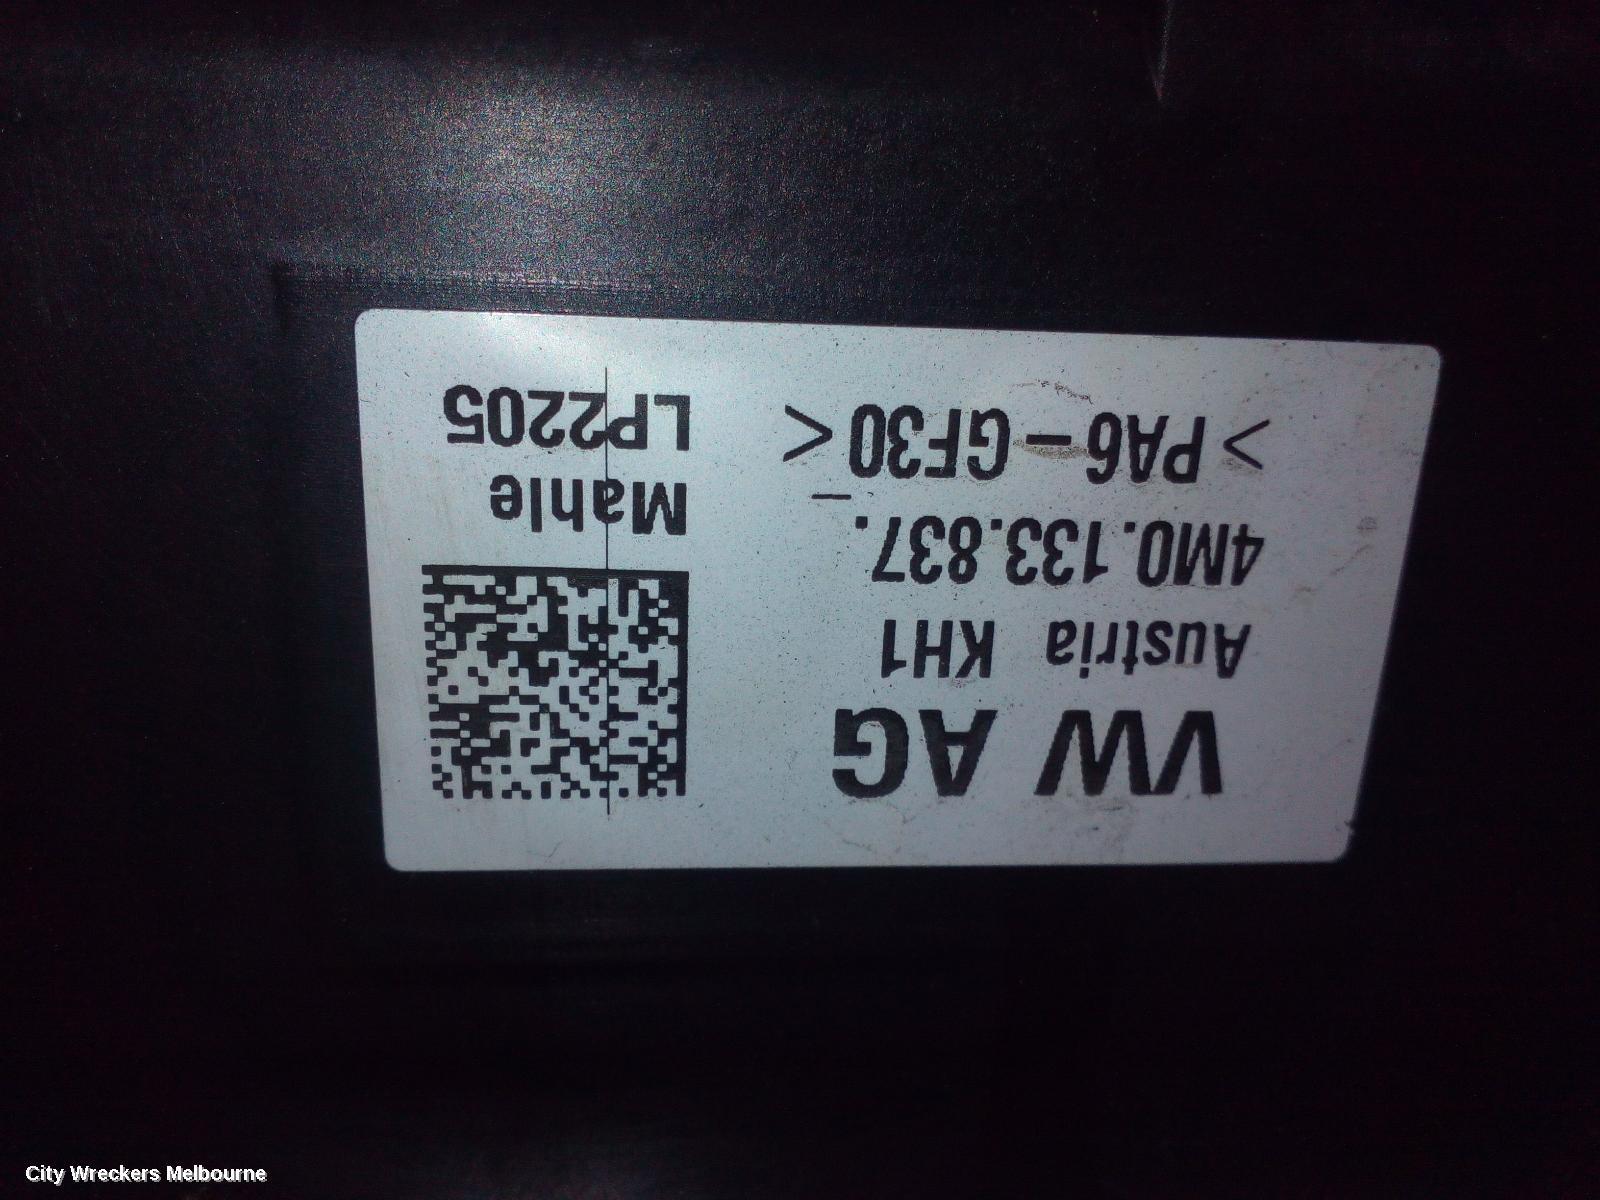 VW AG
Austria KH1
4M0.133.837._
>PA6-GF30<
Mahle
LP2205
City Wreckers Melbourne